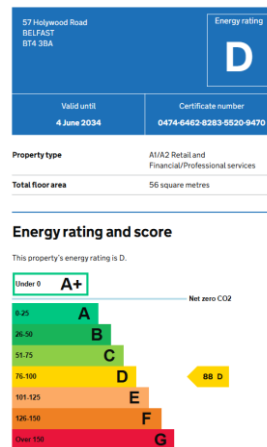 57 Holywood Road
BELFAST
BT4 3BA
Energy rating
D
Valid until
4 June 2034
Certificate number
0474-6462-8283-5520-9470
Property type
A1/A2 Retail and
Financial/Professional services
Total floor area
56 square metres
Energy rating and score
This property's energy rating is D.
Under 0 A+
Net zero CO2
0-25 A
26-50 B
51-75 C
76-100 D
88 D
101-125 E
126-150 F
Over 150 G